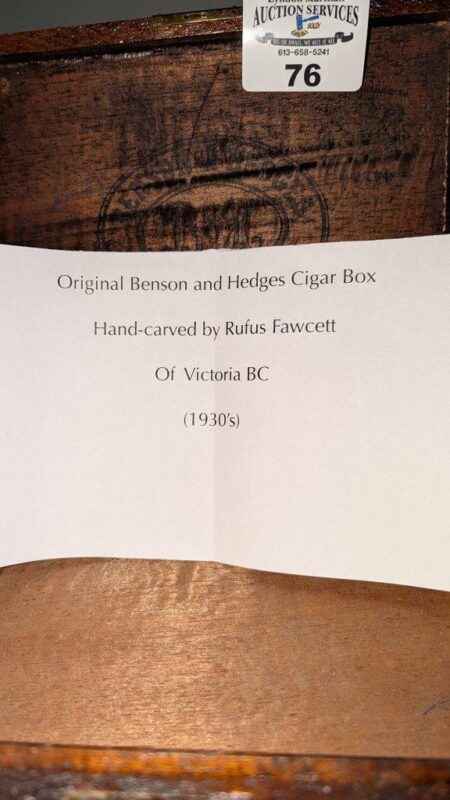 AUCTION SERVICES
613-658-5241
76
Original Benson and Hedges Cigar Box
Hand-carved by Rufus Fawcett
Of Victoria BC
(1930's)